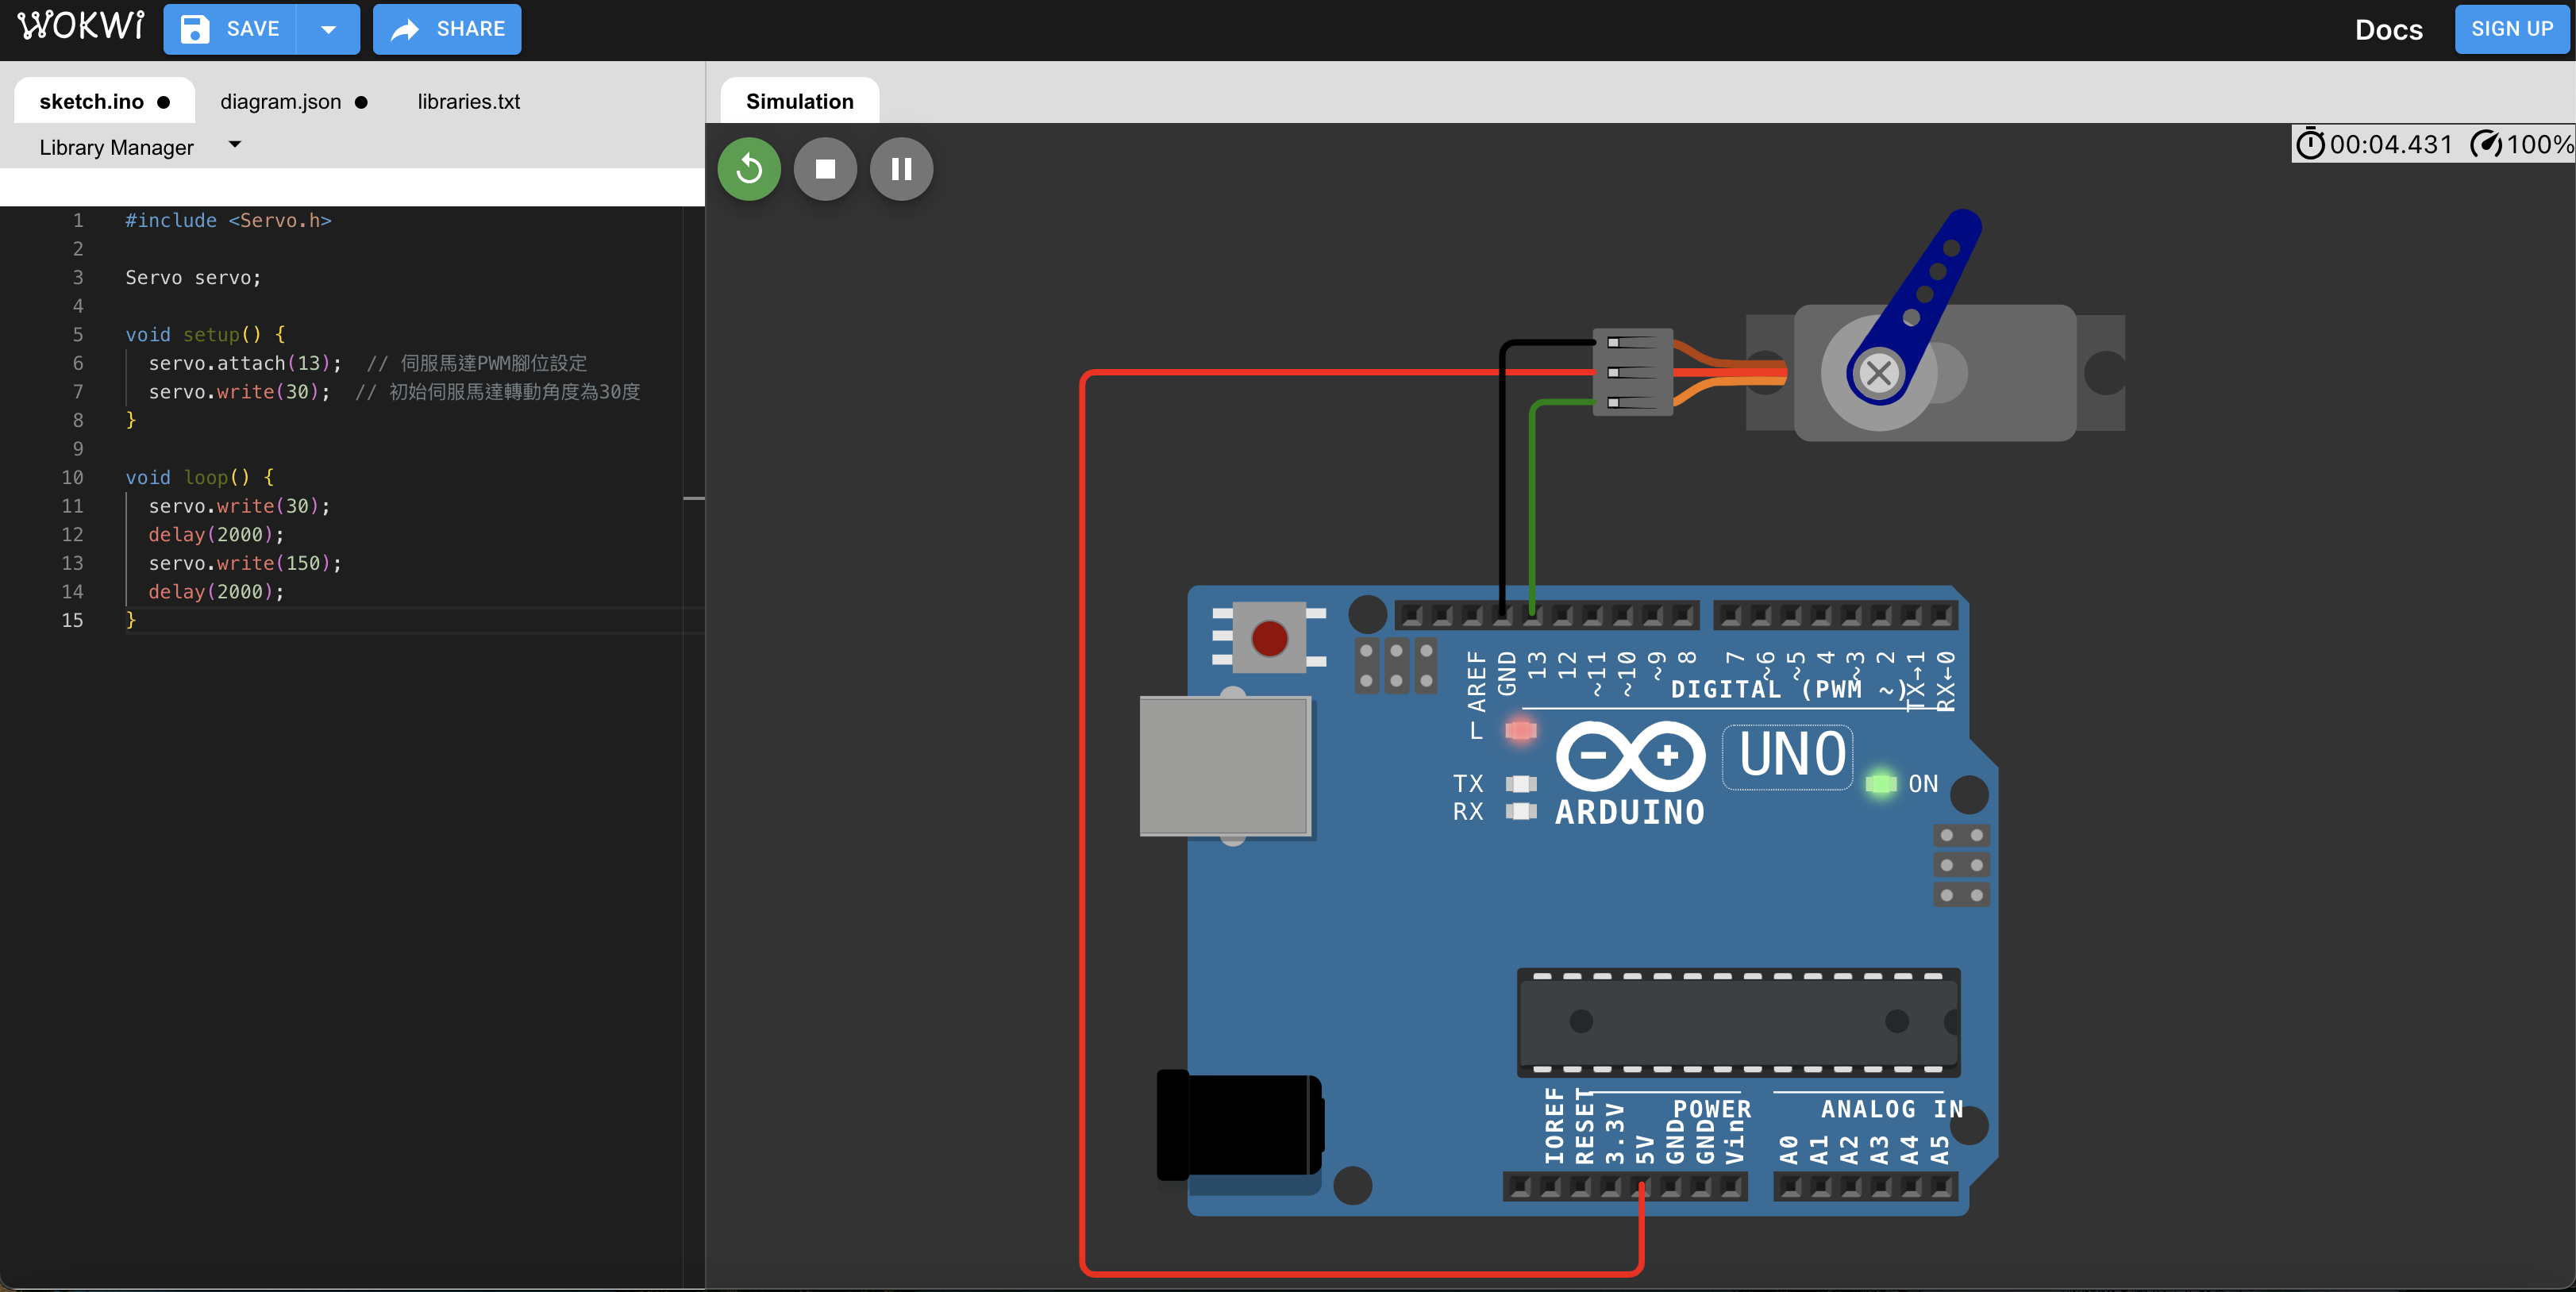 WOKWi SAVE SHARE Docs SIGN UP
sketch.ino ● diagram.json ● libraries.txt
Library Manager
Simulation
00:04.431 100%
1 #include <Servo.h>
2
3 Servo servo;
4
5 void setup() {
6 servo.attach(13); // 伺服馬達PWM腳位設定
7 servo.write(30); // 初始伺服馬達轉動角度為30度
8 }
9
10 void loop() {
11 servo.write(30);
12 delay(2000);
13 servo.write(150);
14 delay(2000);
15 }
AREF GND 13 12 ~11 ~10 ~9 8 7 ~6 ~5 4 ~3 2 TX→1 RX←0
DIGITAL (PWM ~)
L
UNO
TX ON
RX ARDUINO
POWER ANALOG IN
IOREF RESET 3.3V 5V GND GND Vin A0 A1 A2 A3 A4 A5